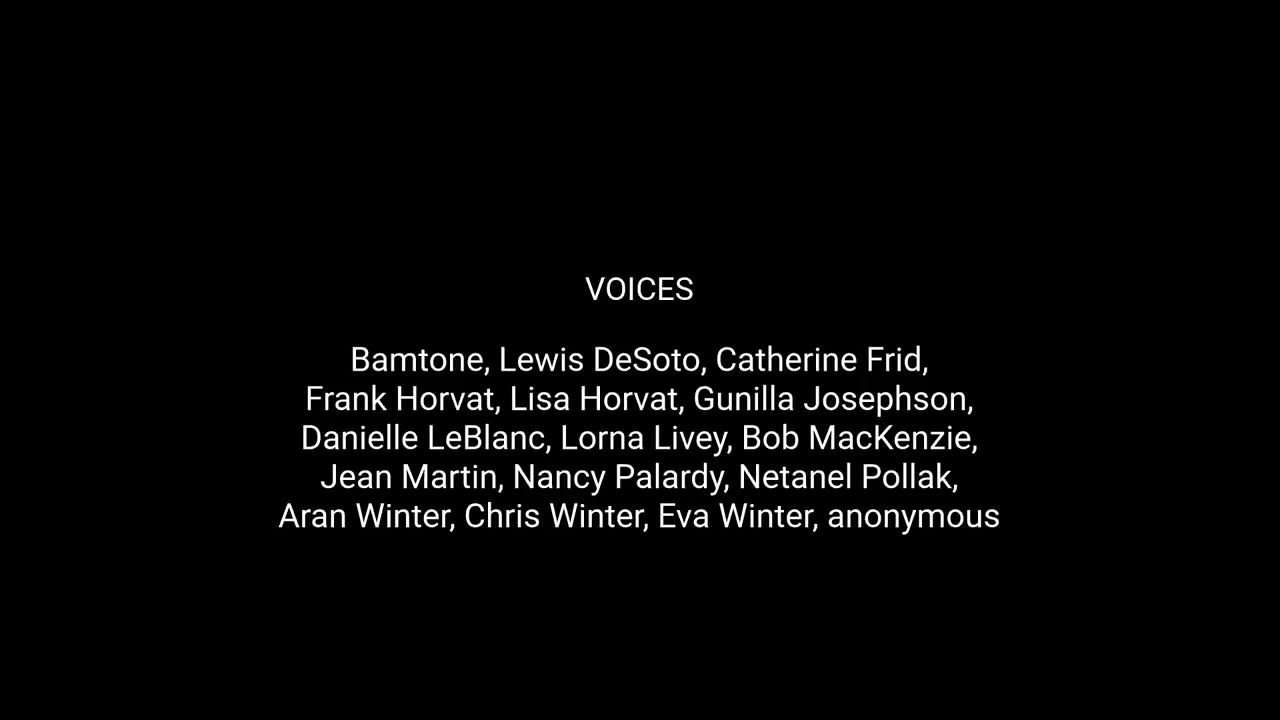 VOICES
Bamtone, Lewis DeSoto, Catherine Frid,
Frank Horvat, Lisa Horvat, Gunilla Josephson,
Danielle LeBlanc, Lorna Livey, Bob MacKenzie,
Jean Martin, Nancy Palardy, Netanel Pollak,
Aran Winter, Chris Winter, Eva Winter, anonymous